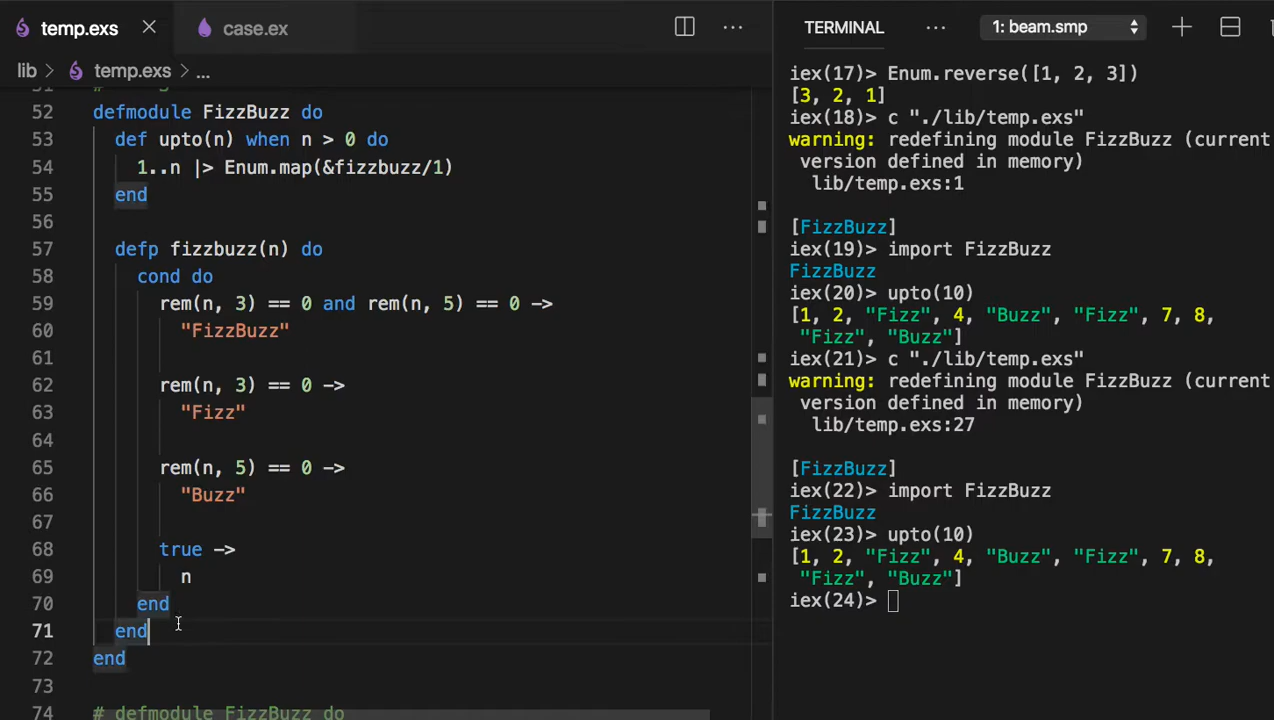 temp.exs
case.ex
lib > temp.exs > ...
52 defmodule FizzBuzz do
53 def upto(n) when n > 0 do
54 1..n |> Enum.map(&fizzbuzz/1)
55 end
56
57 defp fizzbuzz(n) do
58 cond do
59 rem(n, 3) == 0 and rem(n, 5) == 0 ->
60 "FizzBuzz"
61
62 rem(n, 3) == 0 ->
63 "Fizz"
64
65 rem(n, 5) == 0 ->
66 "Buzz"
67
68 true ->
69 n
70 end
71 end
72 end
73
74 # defmodule FizzBuzz do
TERMINAL ... 1: beam.smp
iex(17)> Enum.reverse([1, 2, 3])
[3, 2, 1]
iex(18)> c "./lib/temp.exs"
warning: redefining module FizzBuzz (current
version defined in memory)
lib/temp.exs:1
[FizzBuzz]
iex(19)> import FizzBuzz
FizzBuzz
iex(20)> upto(10)
[1, 2, "Fizz", 4, "Buzz", "Fizz", 7, 8,
"Fizz", "Buzz"]
iex(21)> c "./lib/temp.exs"
warning: redefining module FizzBuzz (current
version defined in memory)
lib/temp.exs:27
[FizzBuzz]
iex(22)> import FizzBuzz
FizzBuzz
iex(23)> upto(10)
[1, 2, "Fizz", 4, "Buzz", "Fizz", 7, 8,
"Fizz", "Buzz"]
iex(24)>